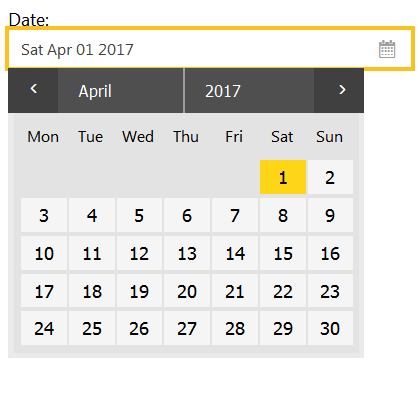 Date:
Sat Apr 01 2017
‹ April 2017 ›
Mon Tue Wed Thu Fri Sat Sun
1 2
3 4 5 6 7 8 9
10 11 12 13 14 15 16
17 18 19 20 21 22 23
24 25 26 27 28 29 30